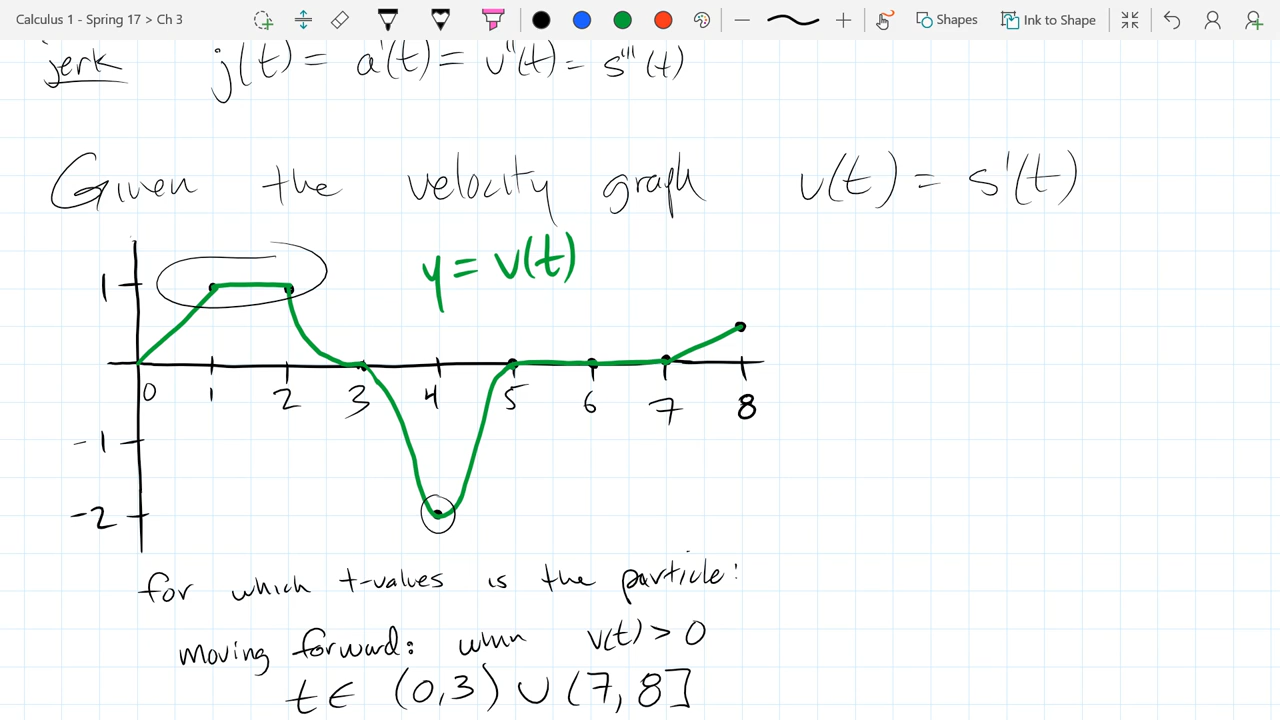 Calculus 1 - Spring 17 > Ch 3
Shapes
Ink to Shape
jerk j(t) = a'(t) = v''(t) = s'''(t)
Given the velocity graph v(t) = s'(t)
y = v(t)
1
0 1 2 3 4 5 6 7 8
-1
-2
for which t-values is the particle:
moving forward: when v(t) > 0
t ∈ (0,3) ∪ (7,8]